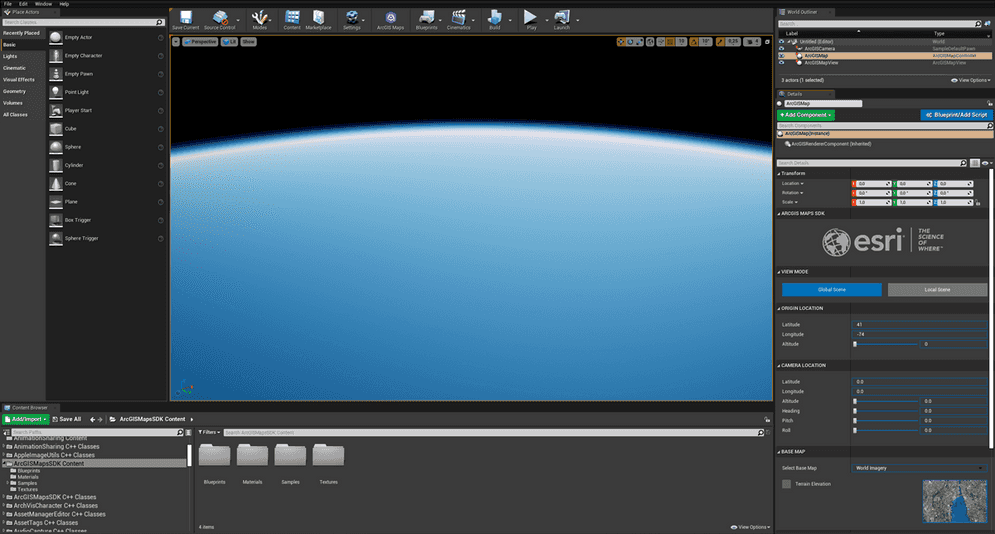 File Edit Window Help
Place Actors
Search Classes
Recently Placed
Basic
Lights
Cinematic
Visual Effects
Geometry
Volumes
All Classes
Empty Actor
Empty Character
Empty Pawn
Point Light
Player Start
Cube
Sphere
Cylinder
Cone
Plane
Box Trigger
Sphere Trigger
Save Current Source Control Modes Content Marketplace Settings ArcGIS Maps Blueprints Cinematics Build Play Launch
Perspective Lit Show
10 10° 0,25 4
World Outliner
Search
Label Type
Untitled (Editor) World
ArcGISCamera SampleDefaultPawn
ArcGISMap ArcGISMapController
ArcGISMapView ArcGISMapView
3 actors (1 selected) View Options
Details
ArcGISMap
+ Add Component Blueprint/Add Script
Search Components
ArcGISMap(Instance)
ArcGISRendererComponent (Inherited)
Search Details
Transform
Location X 0,0 Y 0,0 Z 0,0
Rotation X 0,0 ° Y 0,0 ° Z 0,0 °
Scale X 1,0 Y 1,0 Z 1,0
ARCGIS MAPS SDK
esri THE
SCIENCE
OF
WHERE™
VIEW MODE
Global Scene Local Scene
ORIGIN LOCATION
Latitude 41
Longitude -74
Altitude 0
CAMERA LOCATION
Latitude 0.0
Longitude 0.0
Altitude 0.0
Heading 0.0
Pitch 0.0
Roll 0.0
BASE MAP
Select Base Map World Imagery
Terrain Elevation
Content Browser
Add/Import Save All ArcGISMapsSDK Content
Search Paths
AnimationSharing Content
AnimationSharing C++ Classes
AppleImageUtils C++ Classes
ArcGISMapsSDK Content
Blueprints
Materials
Samples
Textures
ArcGISMapsSDK C++ Classes
ArchVisCharacter C++ Classes
AssetManagerEditor C++ Classes
AssetTags C++ Classes
AudioCapture C++ Classes
Filters Search ArcGISMapsSDK Content
Blueprints Materials Samples Textures
4 items View Options